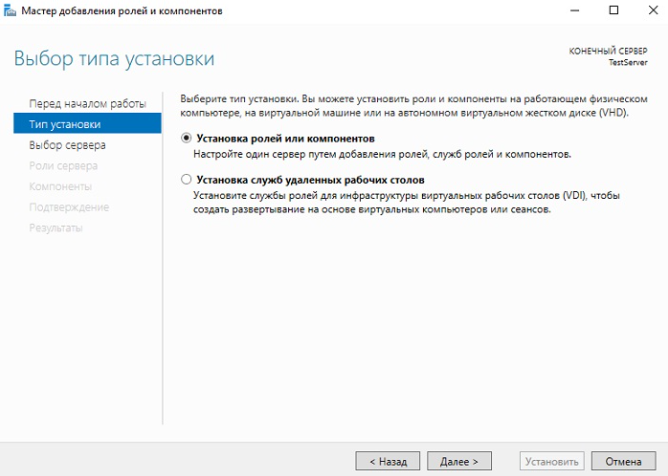 Мастер добавления ролей и компонентов
Выбор типа установки
КОНЕЧНЫЙ СЕРВЕР
TestServer
Перед началом работы
Тип установки
Выбор сервера
Роли сервера
Компоненты
Подтверждение
Результаты
Выберите тип установки. Вы можете установить роли и компоненты на работающем физическом
компьютере, на виртуальной машине или на автономном виртуальном жестком диске (VHD).
Установка ролей или компонентов
Настройте один сервер путем добавления ролей, служб ролей и компонентов.
Установка служб удаленных рабочих столов
Установите службы ролей для инфраструктуры виртуальных рабочих столов (VDI), чтобы
создать развертывание на основе виртуальных компьютеров или сеансов.
< Назад
Далее >
Установить
Отмена